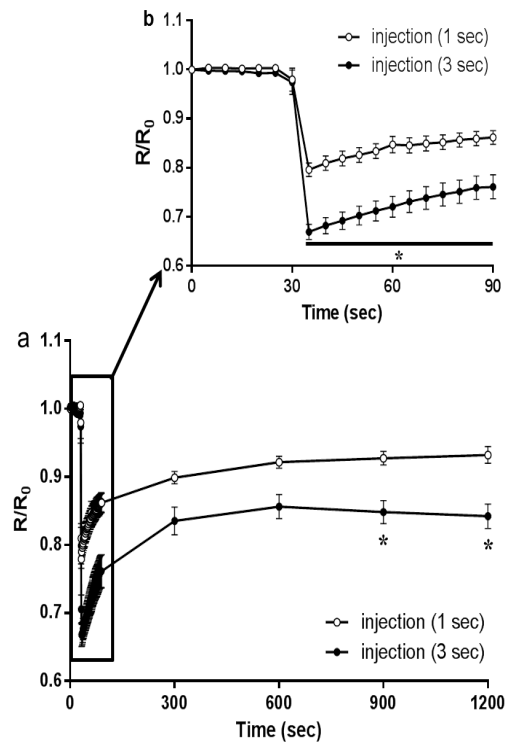 b
1.1
1.0
0.9
0.8
0.7
0.6
R/R0
injection (1 sec)
injection (3 sec)
*
0
30
60
90
Time (sec)
a
1.1
1.0
0.9
0.8
0.7
0.6
R/R0
*
*
injection (1 sec)
injection (3 sec)
0
300
600
900
1200
Time (sec)